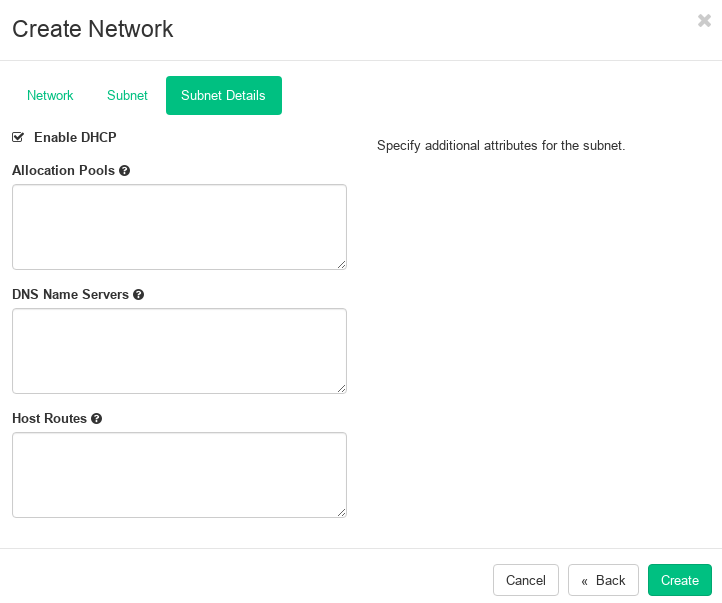 Create Network
Network Subnet Subnet Details
Enable DHCP
Specify additional attributes for the subnet.
Allocation Pools
DNS Name Servers
Host Routes
Cancel « Back Create